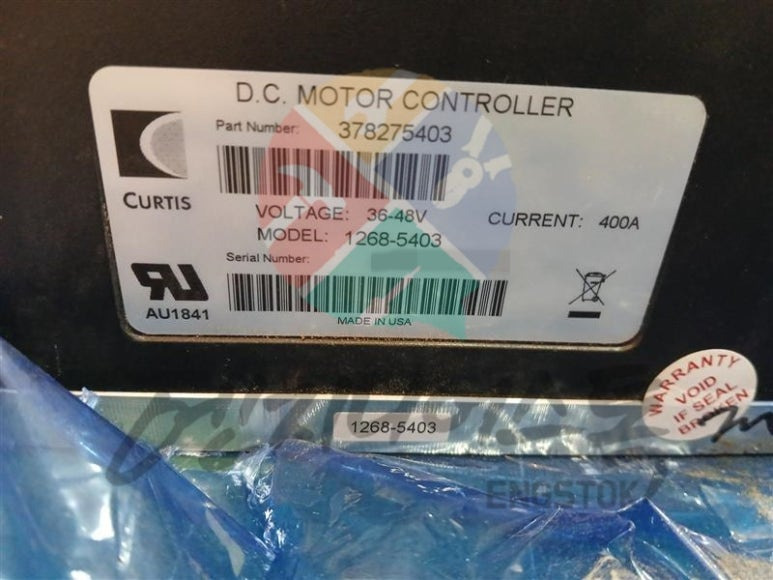 D.C. MOTOR CONTROLLER
Part Number: 378275403
CURTIS
VOLTAGE: 36-48V CURRENT: 400A
MODEL: 1268-5403
Serial Number:
AU1841
MADE IN USA
WARRANTY
VOID
IF SEAL
BROKEN
1268-5403
ENGSTOK